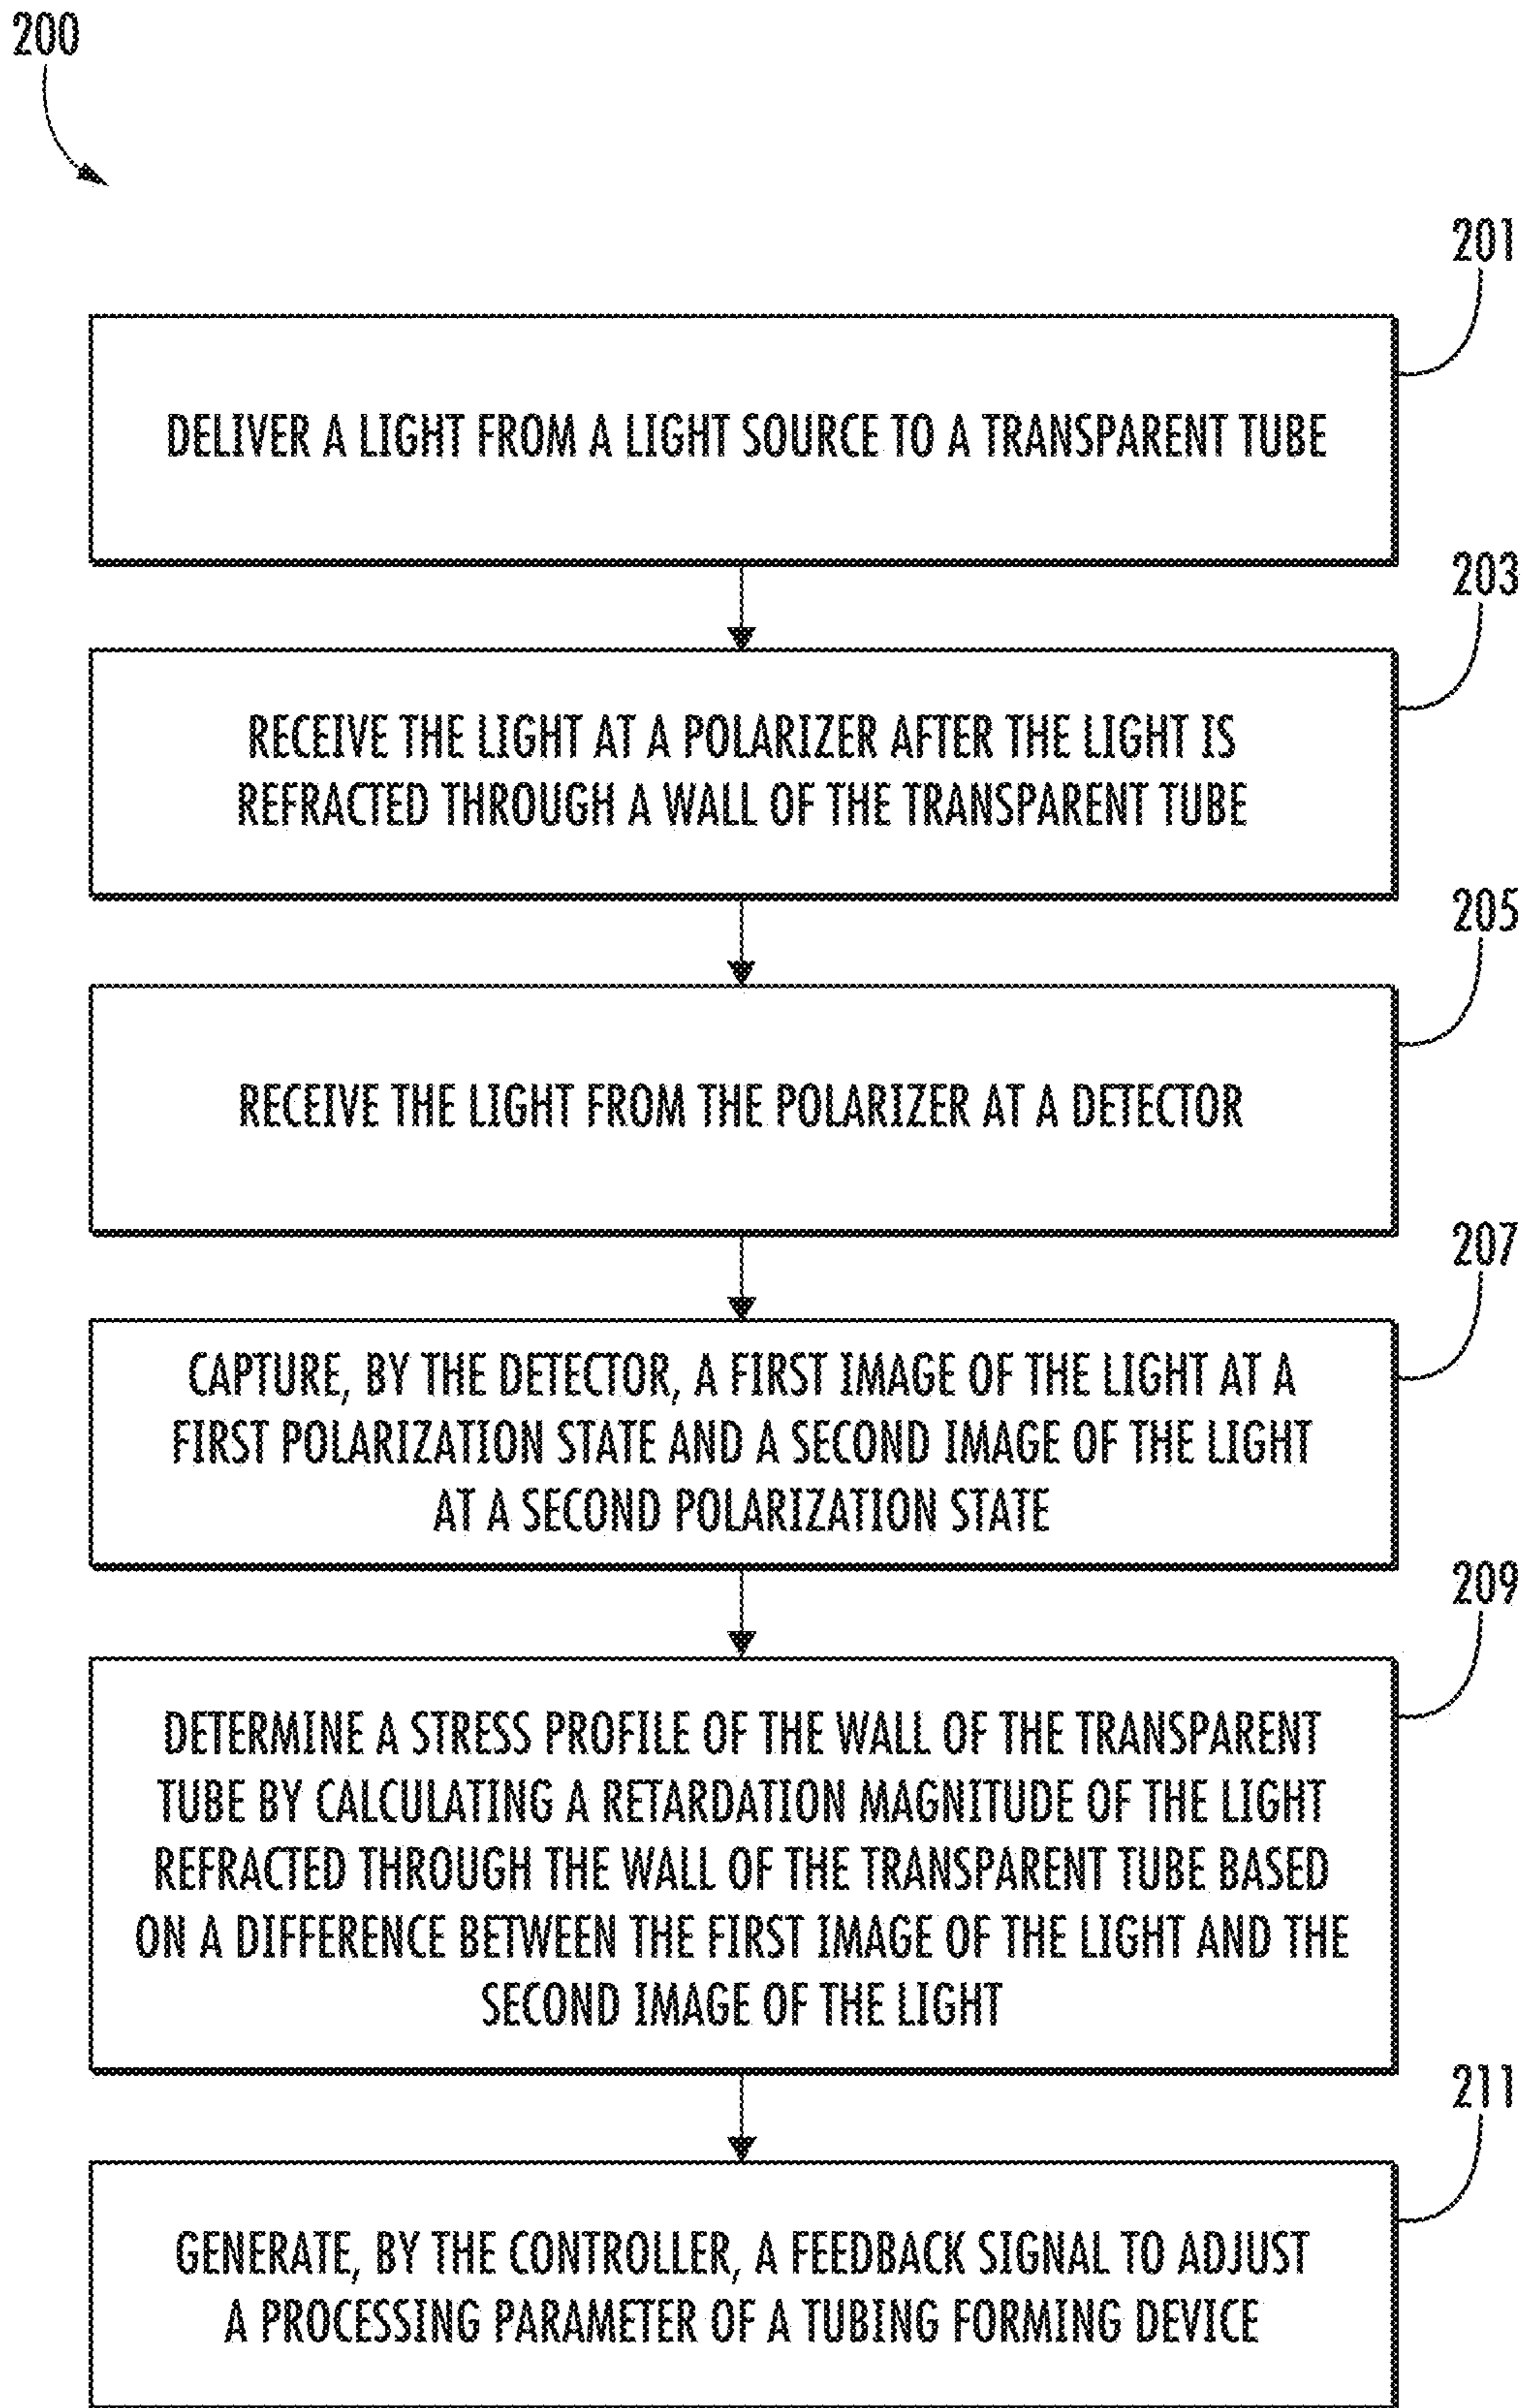 200
201
DELIVER A LIGHT FROM A LIGHT SOURCE TO A TRANSPARENT TUBE
203
RECEIVE THE LIGHT AT A POLARIZER AFTER THE LIGHT IS
REFRACTED THROUGH A WALL OF THE TRANSPARENT TUBE
205
RECEIVE THE LIGHT FROM THE POLARIZER AT A DETECTOR
207
CAPTURE, BY THE DETECTOR, A FIRST IMAGE OF THE LIGHT AT A
FIRST POLARIZATION STATE AND A SECOND IMAGE OF THE LIGHT
AT A SECOND POLARIZATION STATE
209
DETERMINE A STRESS PROFILE OF THE WALL OF THE TRANSPARENT
TUBE BY CALCULATING A RETARDATION MAGNITUDE OF THE LIGHT
REFRACTED THROUGH THE WALL OF THE TRANSPARENT TUBE BASED
ON A DIFFERENCE BETWEEN THE FIRST IMAGE OF THE LIGHT AND THE
SECOND IMAGE OF THE LIGHT
211
GENERATE, BY THE CONTROLLER, A FEEDBACK SIGNAL TO ADJUST
A PROCESSING PARAMETER OF A TUBING FORMING DEVICE